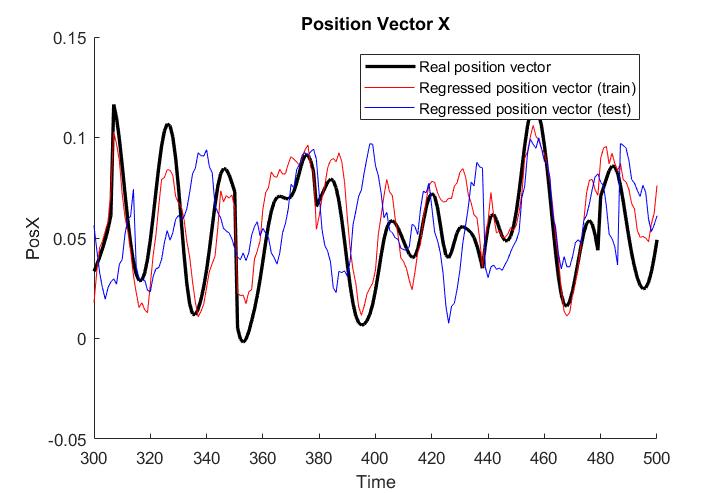 Position Vector X
0.15
0.1
0.05
0
-0.05
PosX
Real position vector
Regressed position vector (train)
Regressed position vector (test)
300 320 340 360 380 400 420 440 460 480 500
Time